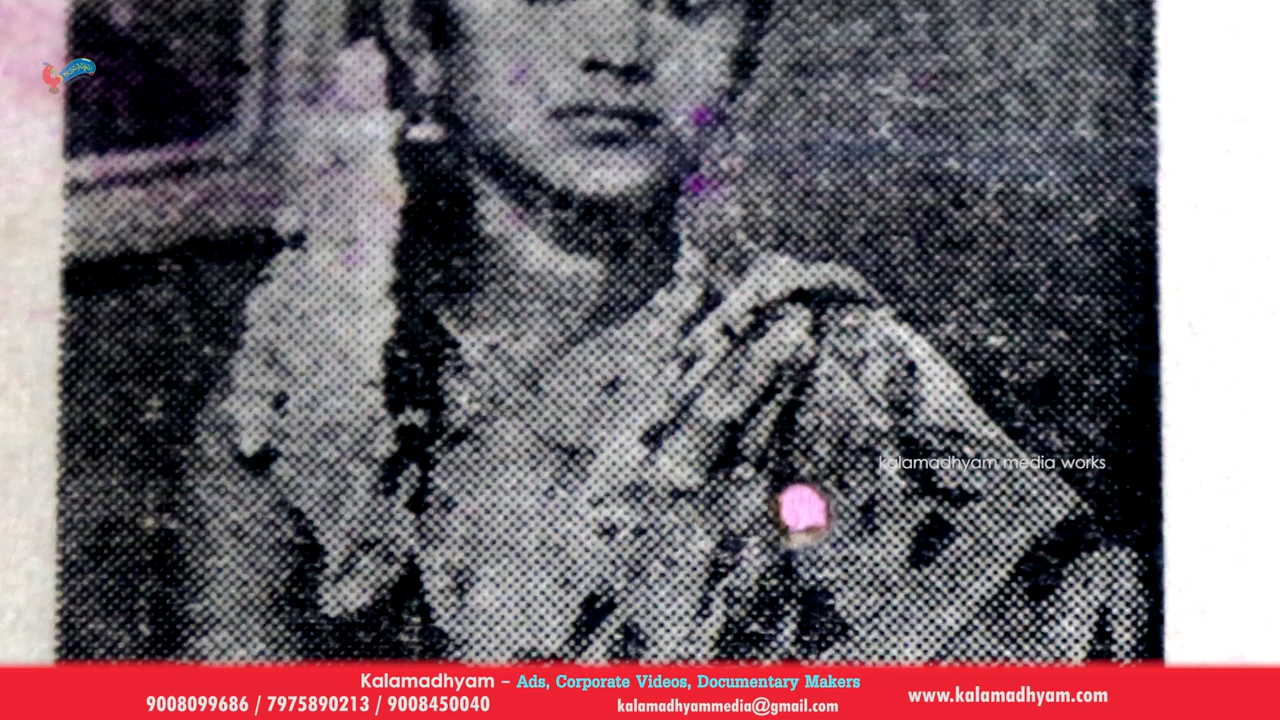 kalamadhyam media works
Kalamadhyam – Ads, Corporate Videos, Documentary Makers
9008099686 / 7975890213 / 9008450040
kalamadhyammedia@gmail.com
www.kalamadhyam.com